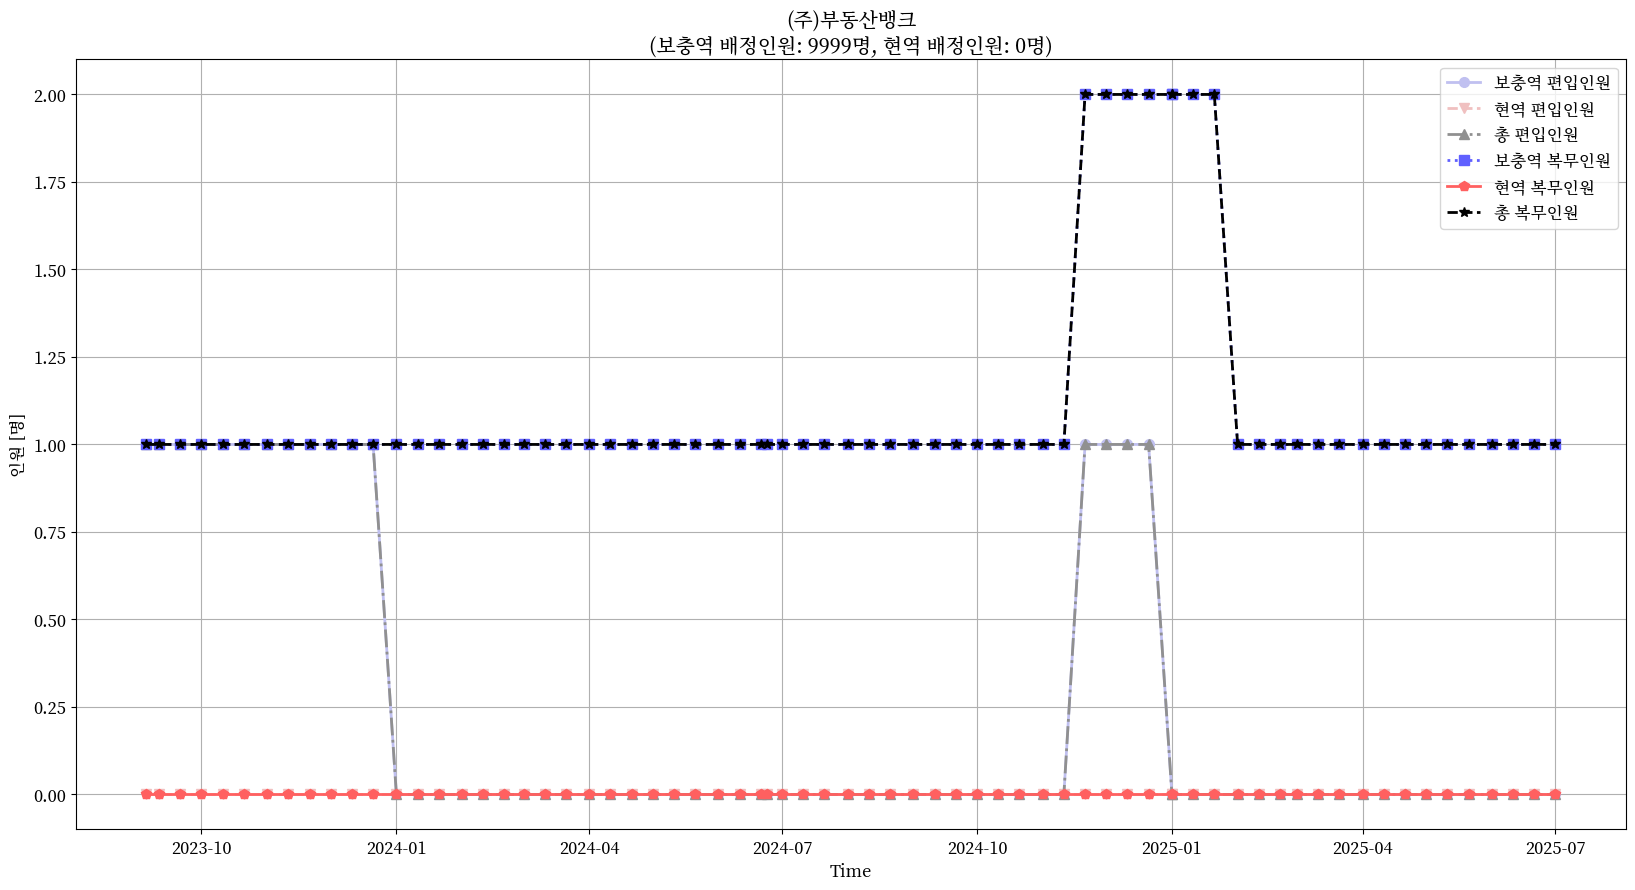 (주)부동산뱅크
(보충역 배정인원: 9999명, 현역 배정인원: 0명)
2.00
1.75
1.50
1.25
1.00
0.75
0.50
0.25
0.00
인원 [명]
보충역 편입인원
현역 편입인원
총 편입인원
보충역 복무인원
현역 복무인원
총 복무인원
2023-10
2024-01
2024-04
2024-07
2024-10
2025-01
2025-04
2025-07
Time